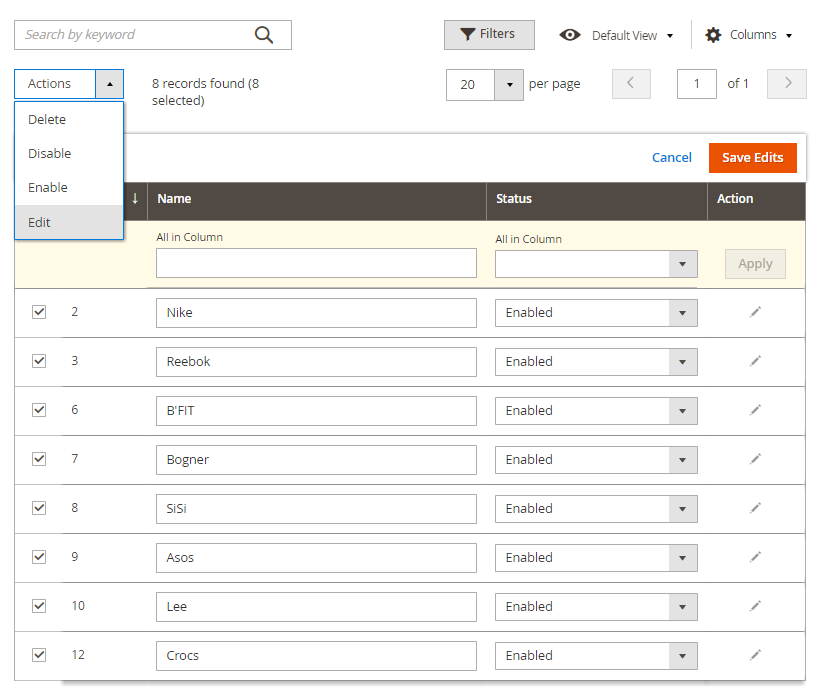 Search by keyword
Filters
Default View
Columns
Actions
8 records found (8
selected)
20
per page
1
of 1
Delete
Disable
Enable
Edit
Cancel
Save Edits
↓
Name
Status
Action
All in Column
All in Column
Apply
2
Nike
Enabled
3
Reebok
Enabled
6
B'FIT
Enabled
7
Bogner
Enabled
8
SiSi
Enabled
9
Asos
Enabled
10
Lee
Enabled
12
Crocs
Enabled